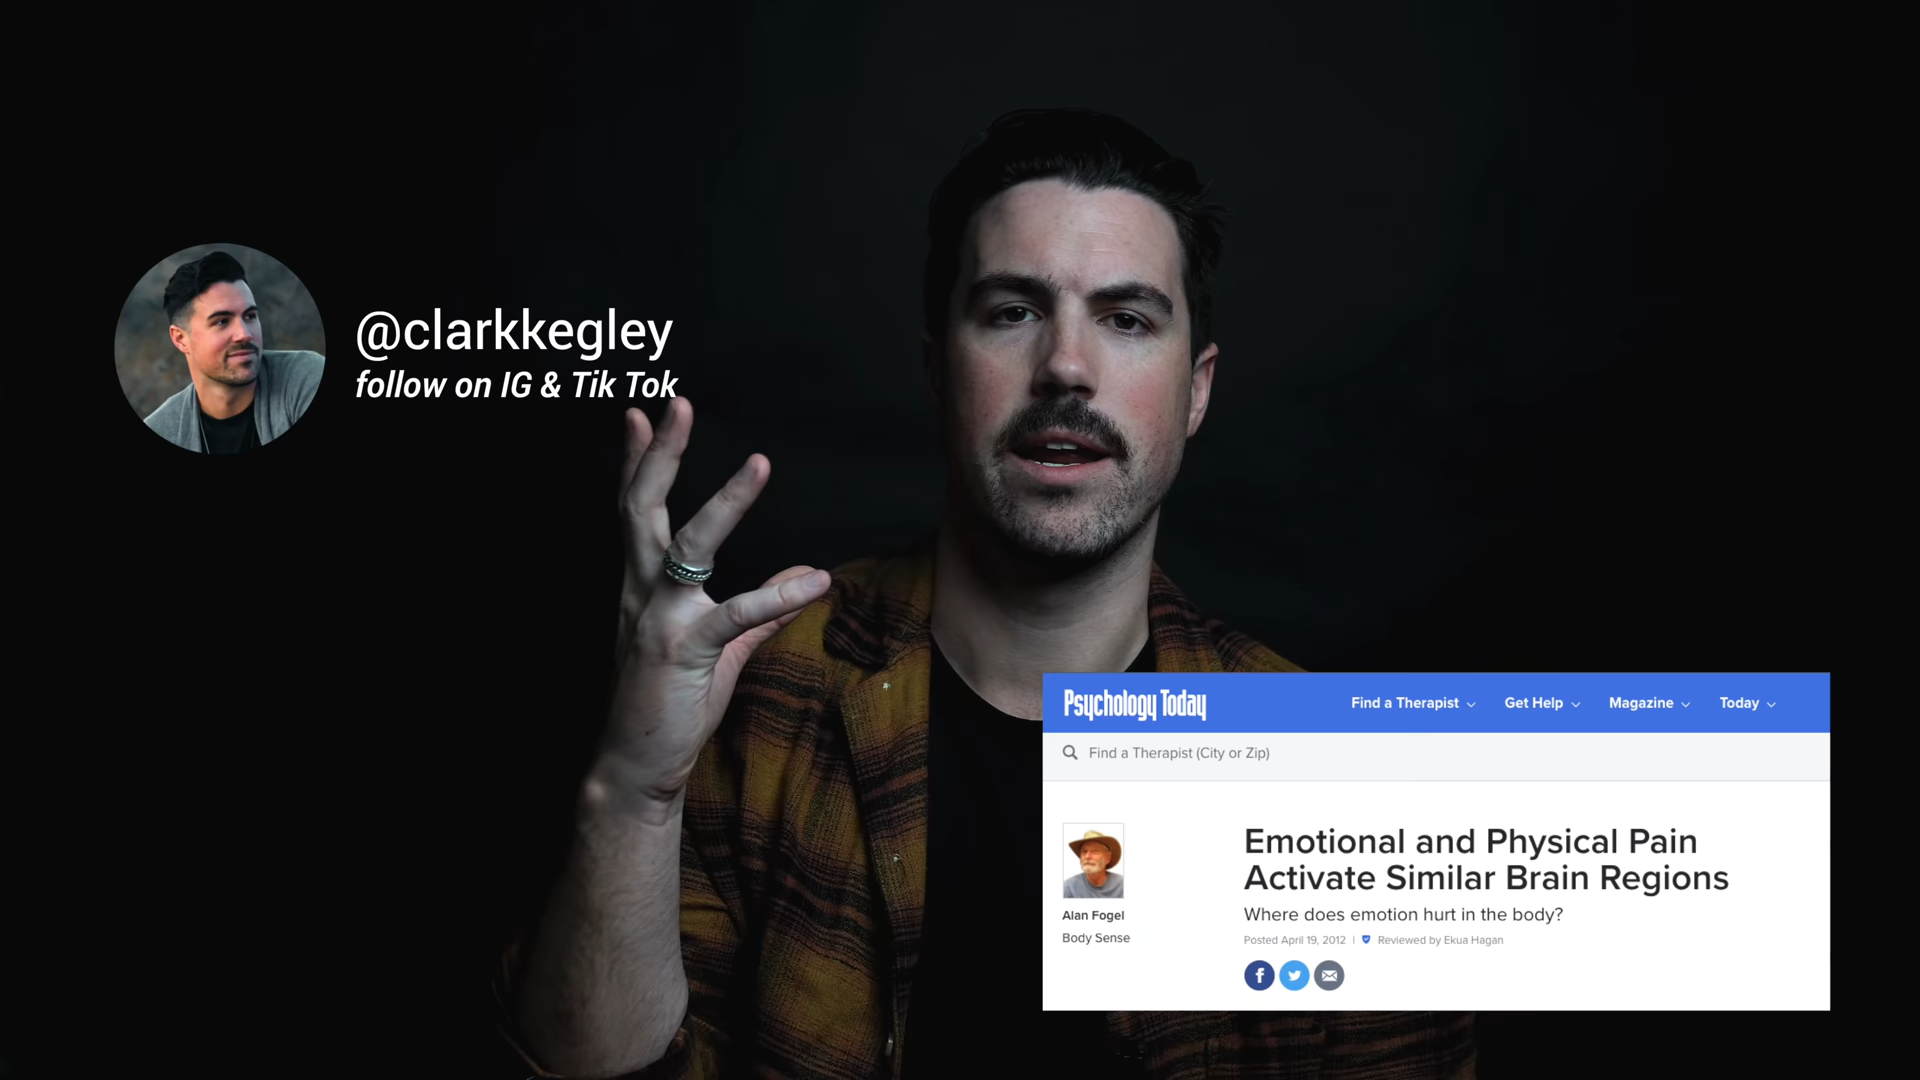 @clarkkegley
follow on IG & Tik Tok
Psychology Today
Find a Therapist
Get Help
Magazine
Today
Find a Therapist (City or Zip)
Alan Fogel
Body Sense
Emotional and Physical Pain
Activate Similar Brain Regions
Where does emotion hurt in the body?
Posted April 19, 2012 | Reviewed by Ekua Hagan